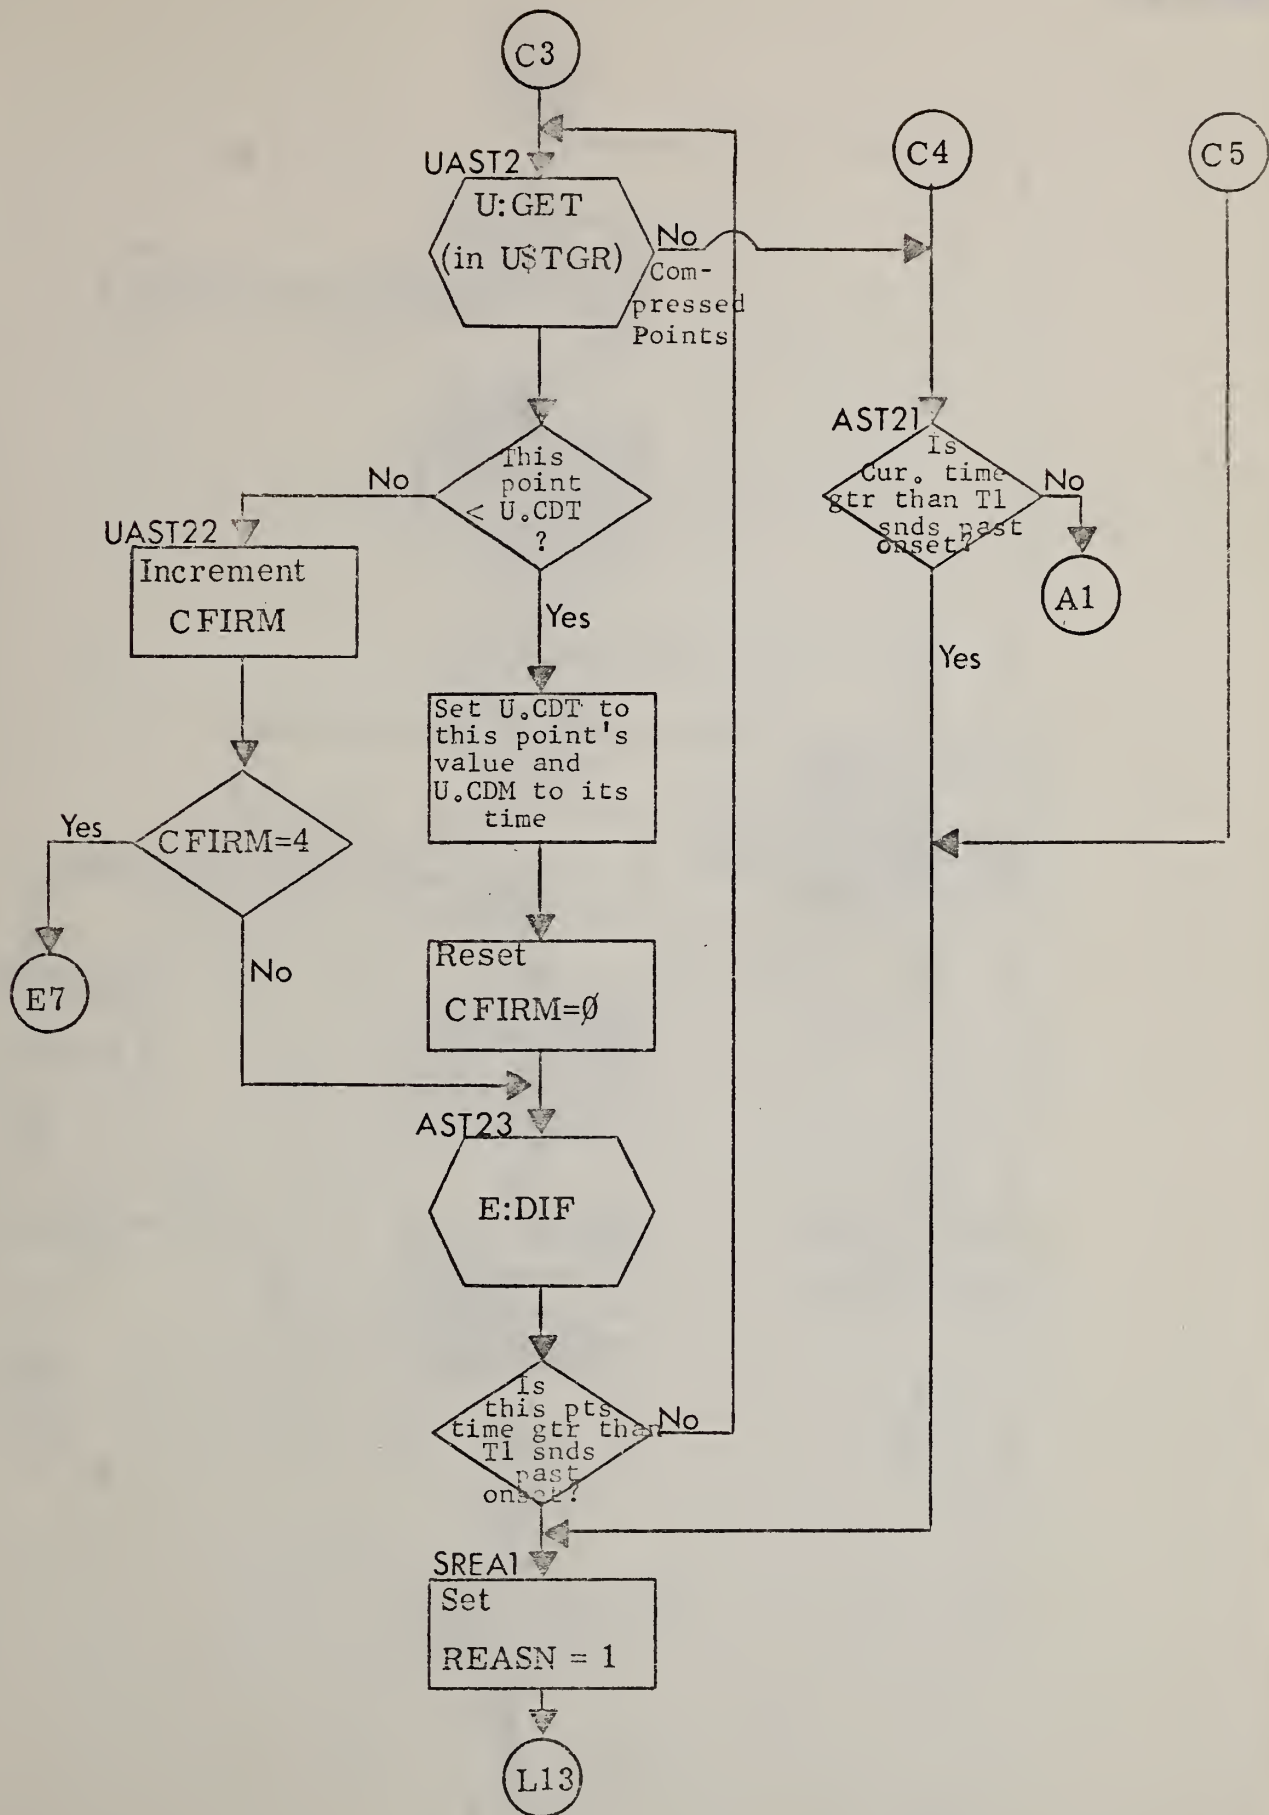 C3
C4
C5
UAST2
U:GET
(in U$TGR)
No
Com-
pressed
Points
This
point
< U.CDT
?
No
Yes
AST21
Is
Cur. time
gtr than T1
snds past
onset?
No
A1
Yes
UAST22
Increment
CFIRM
Set U.CDT to
this point's
value and
U.CDM to its
time
CFIRM=4
Yes
E7
No
Reset
CFIRM=Ø
AST23
E:DIF
Is
this pts
time gtr than
T1 snds
past
onset?
No
SREA1
Set
REASN = 1
L13